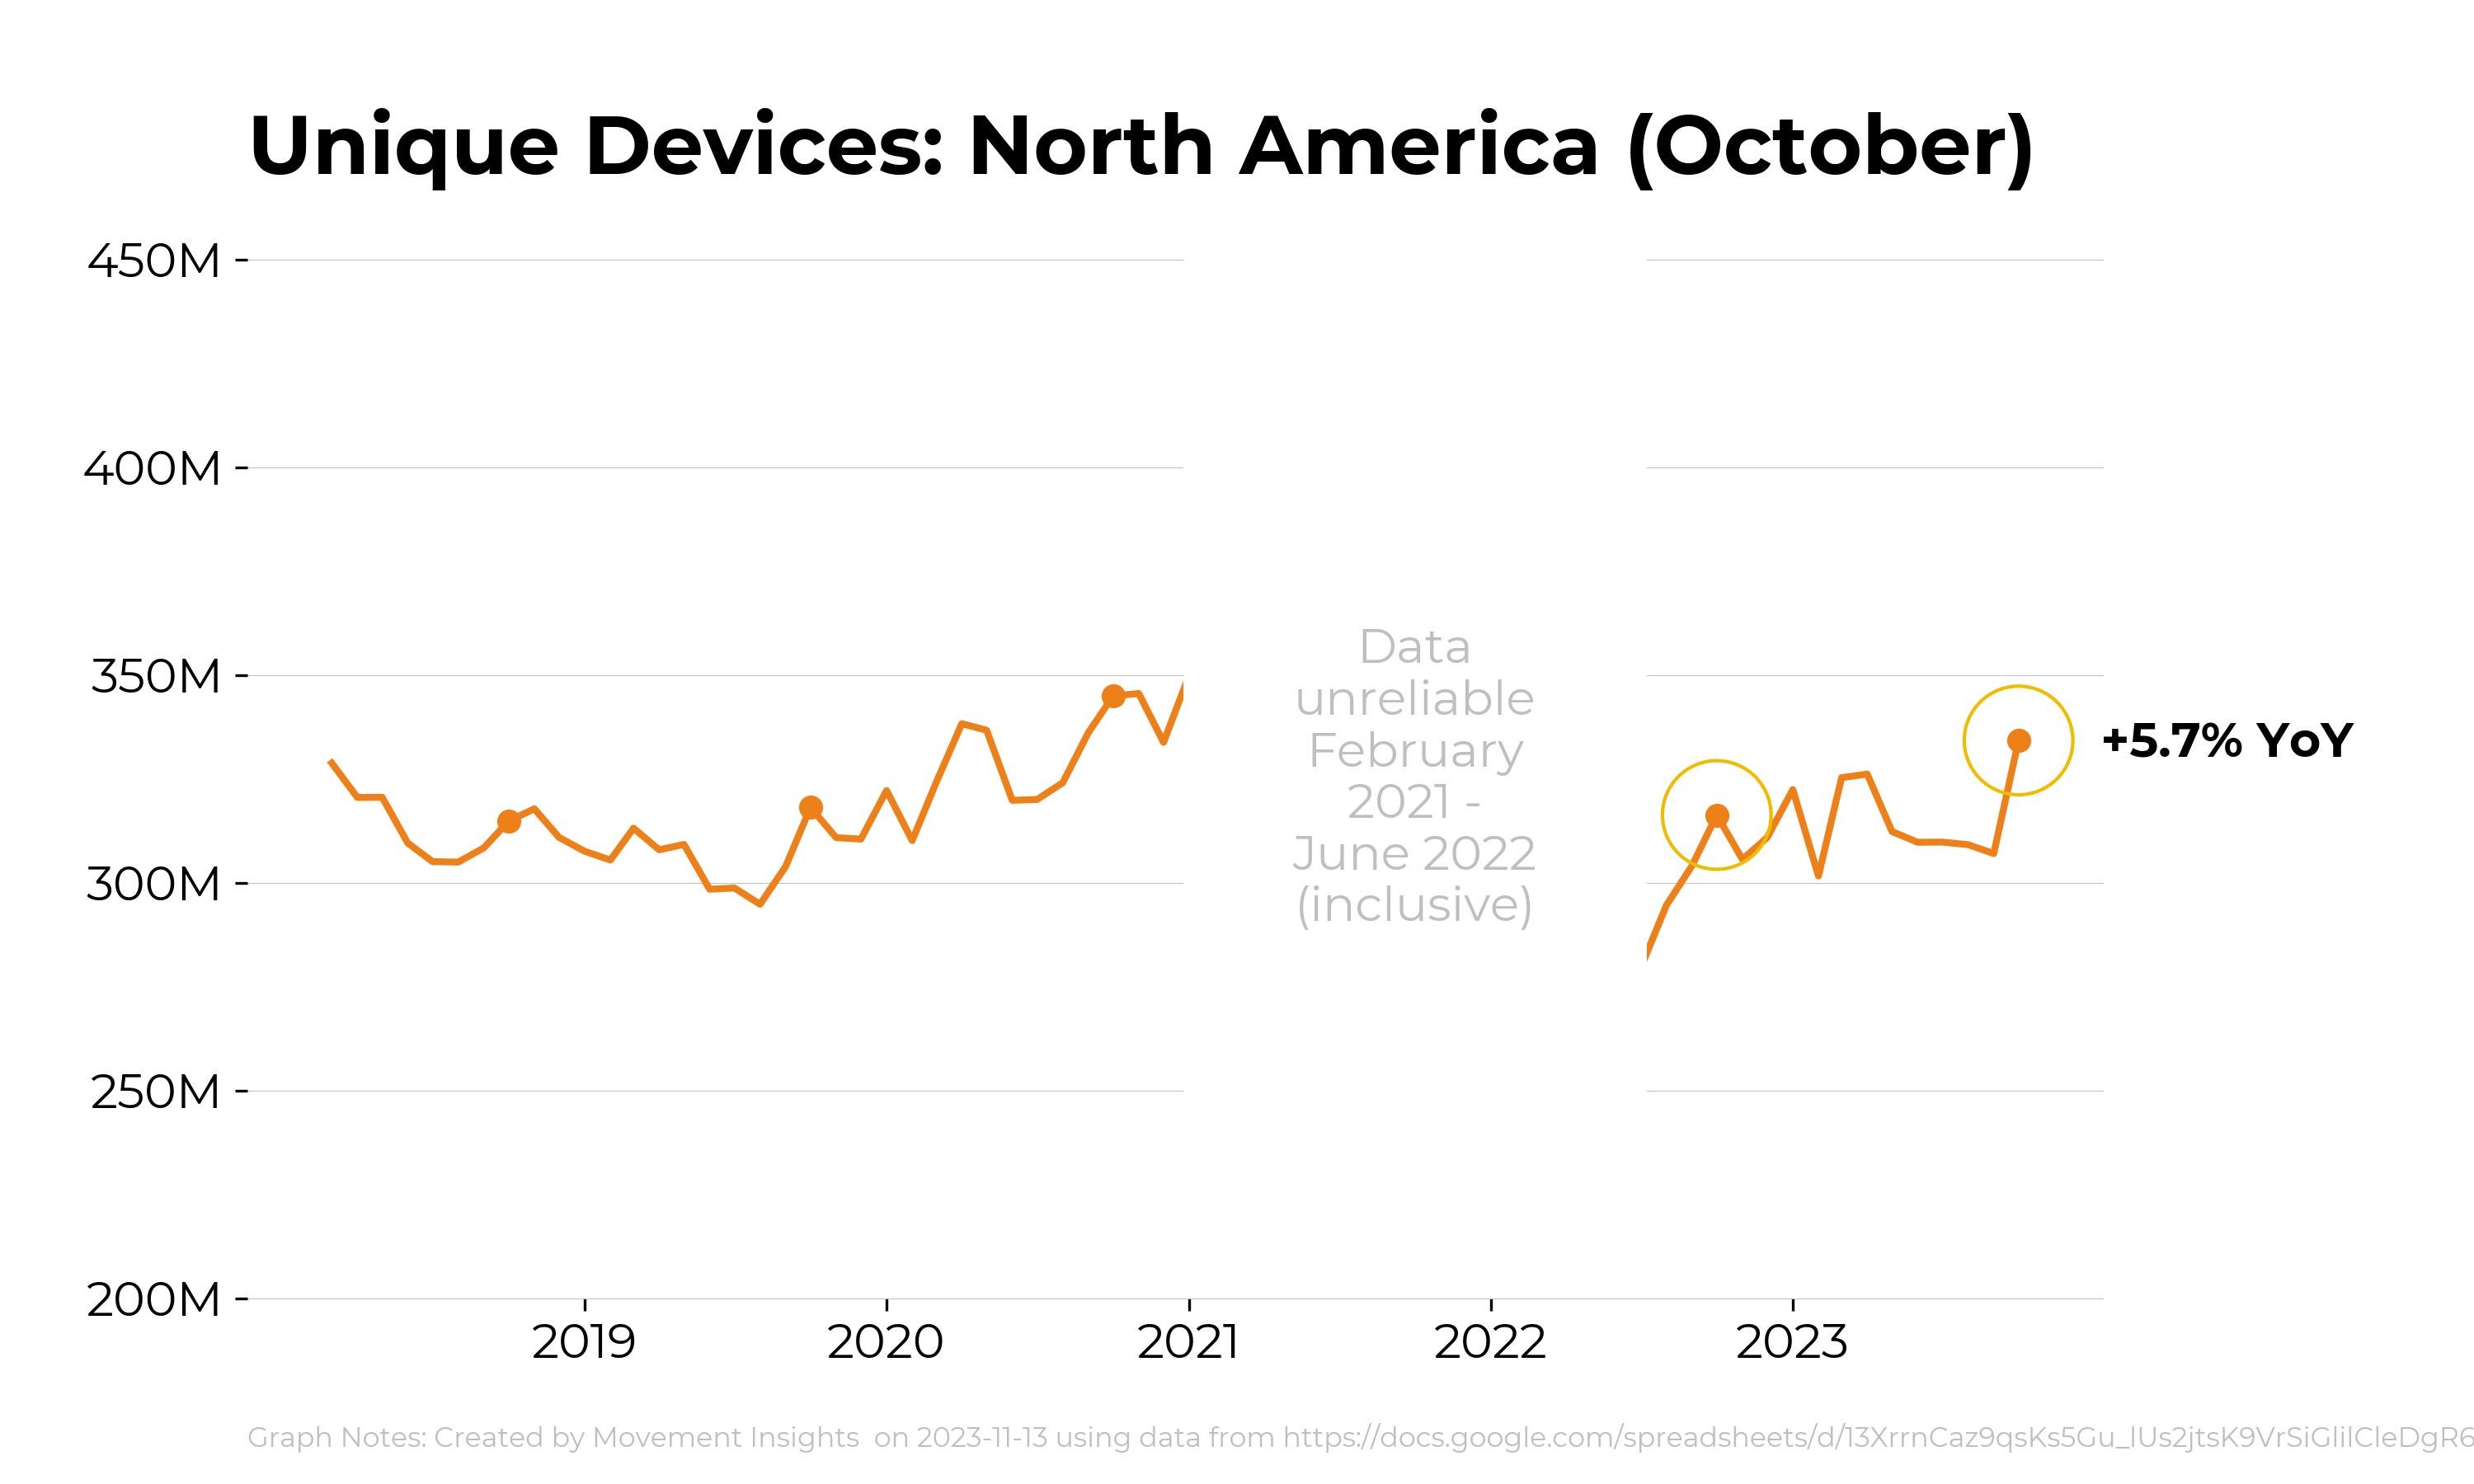 Unique Devices: North America (October)
450M
400M
350M
300M
250M
200M
Data
unreliable
February
2021 -
June 2022
(inclusive)
+5.7% YoY
2019
2020
2021
2022
2023
Graph Notes: Created by Movement Insights  on 2023-11-13 using data from https://docs.google.com/spreadsheets/d/13XrrnCaz9qsKs5Gu_lUs2jtsK9VrSiGlilCleDgR6